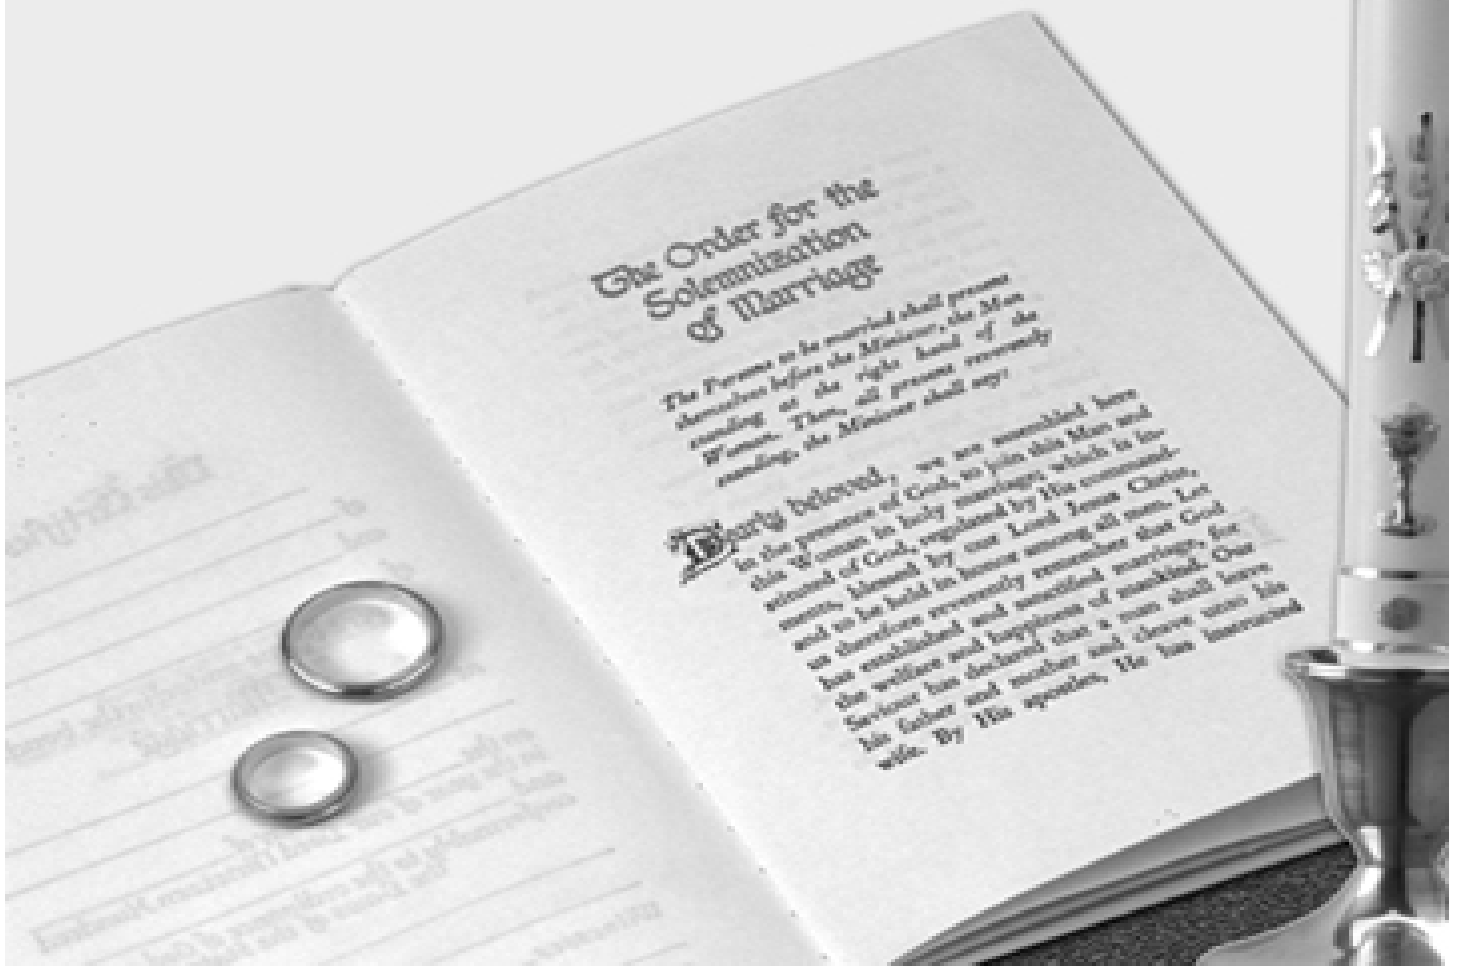 The Order for the
Solemnization
of Marriage
The Persons to be married shall present
themselves before the Minister, the Man
standing at the right hand of the
Woman. Then, all present reverently
standing, the Minister shall say:
Dearly beloved, we are assembled here
in the presence of God, to join this Man and
this Woman in holy marriage; which is in-
stituted of God, regulated by His command-
ments, blessed by our Lord Jesus Christ,
and to be held in honor among all men. Let
us therefore reverently remember that God
has established and sanctified marriage, for
the welfare and happiness of mankind. Our
Saviour has declared that a man shall leave
his father and mother and cleave unto his
wife. By His apostles, He has instructed